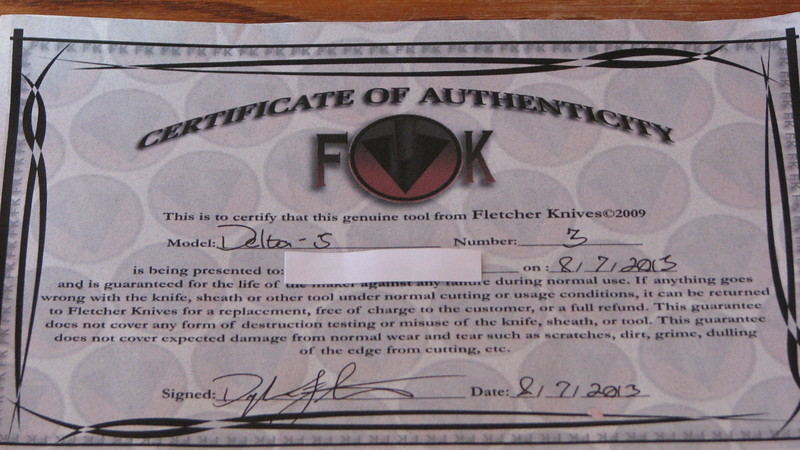 CERTIFICATE OF AUTHENTICITY
F K
This is to certify that this genuine tool from Fletcher Knives©2009
Model: Delta-5 Number: 3
is being presented to: on: 8/7/2013
and is guaranteed for the life of the maker against any failure during normal use. If anything goes
wrong with the knife, sheath or other tool under normal cutting or usage conditions, it can be returned
to Fletcher Knives for a replacement, free of charge to the customer, or a full refund. This guarantee
does not cover any form of destruction testing or misuse of the knife, sheath, or tool. This guarantee
does not cover expected damage from normal wear and tear such as scratches, dirt, grime, dulling
of the edge from cutting, etc.
Signed: Date: 8/7/2013